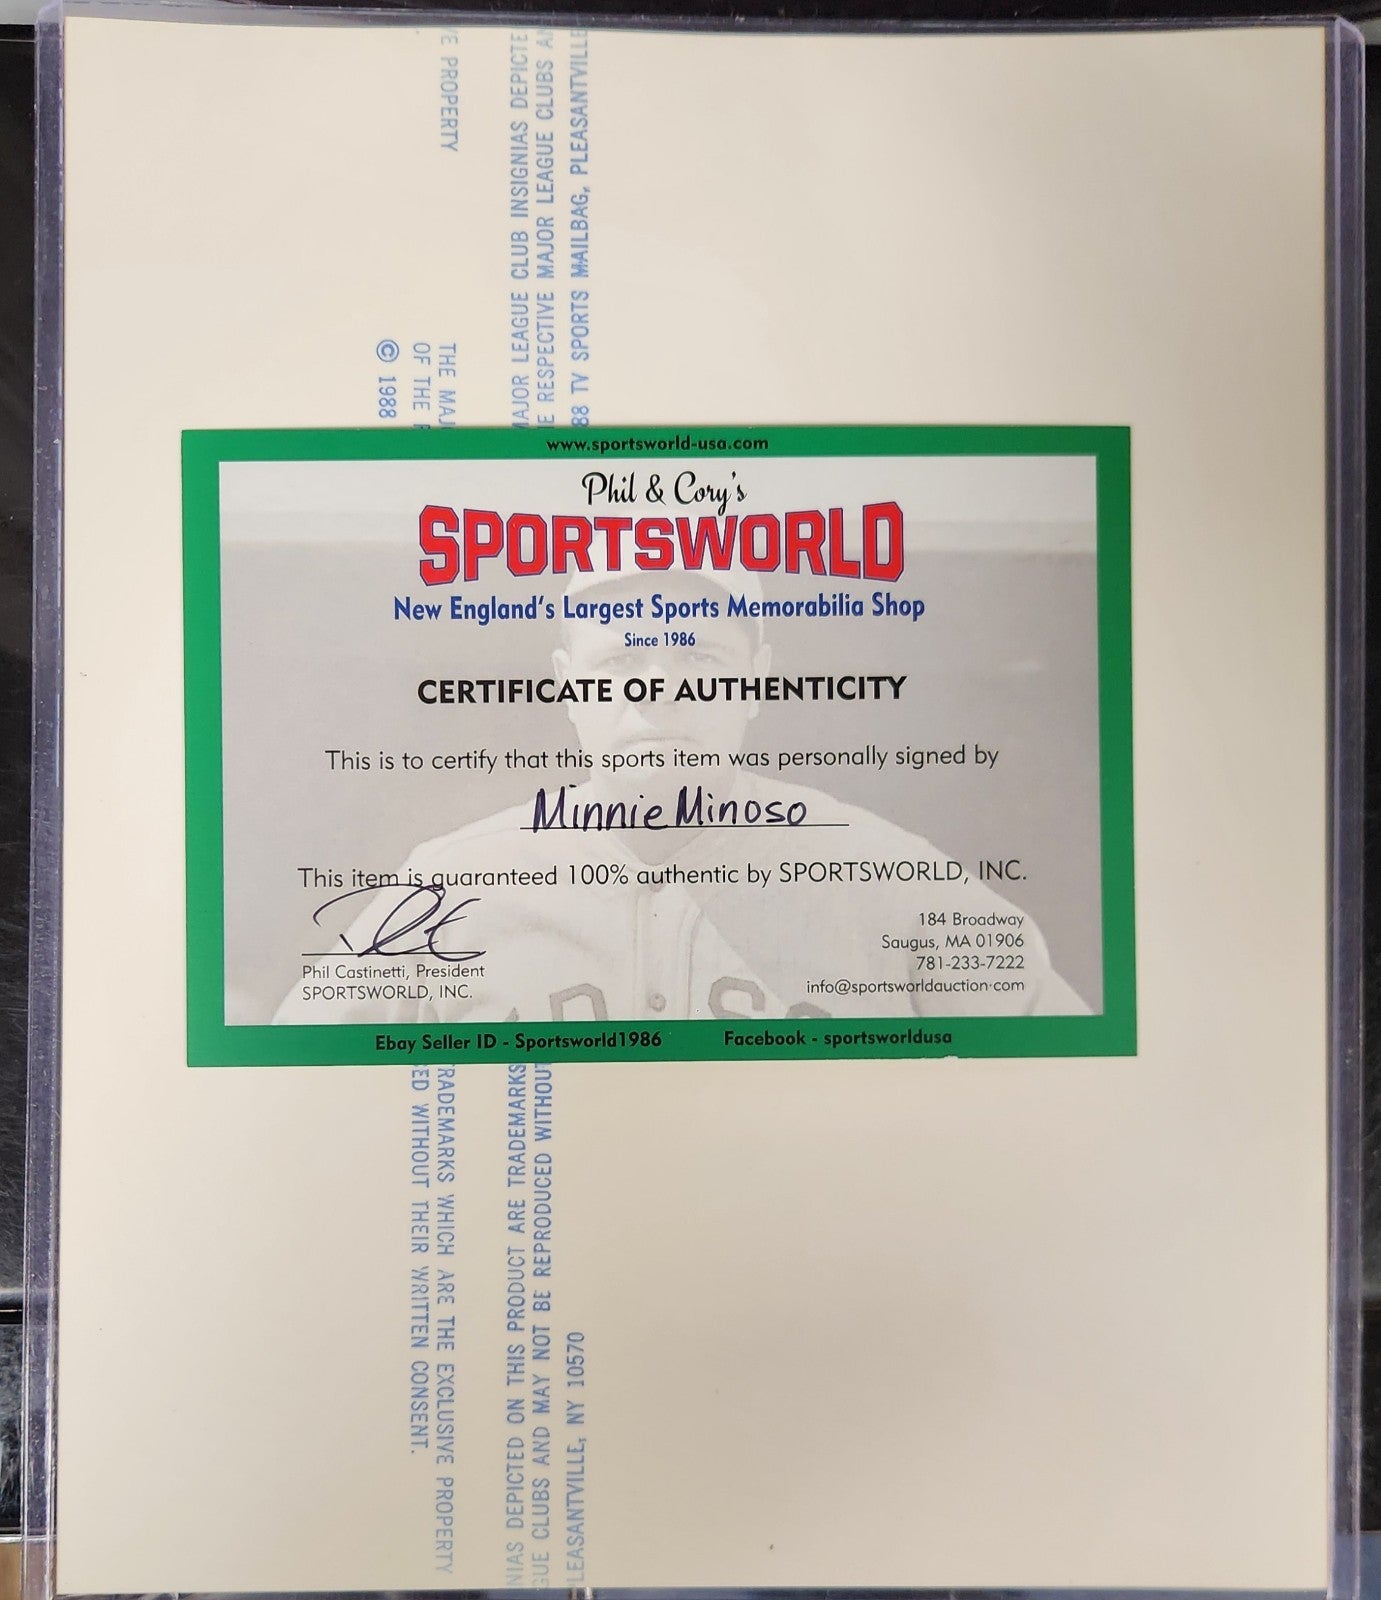 VE PROPERTY
MAJOR LEAGUE CLUB INSIGNIAS DEPICTE
RESPECTIVE MAJOR LEAGUE CLUBS AN
88 TV SPORTS MAILBAG, PLEASANTVILLE
THE MAJ
OF THE
© 1988
www.sportsworld-usa.com
Phil & Cory's
SPORTSWORLD
New England's Largest Sports Memorabilia Shop
Since 1986
CERTIFICATE OF AUTHENTICITY
This is to certify that this sports item was personally signed by
Minnie Minoso
This item is guaranteed 100% authentic by SPORTSWORLD, INC.
Phil Castinetti, President
SPORTSWORLD, INC.
184 Broadway
Saugus, MA 01906
781-233-7222
info@sportsworldauction.com
Ebay Seller ID - Sportsworld1986
Facebook - sportsworldusa
RADEMARKS WHICH ARE THE EXCLUSIVE PROPERTY
ED WITHOUT THEIR WRITTEN CONSENT.
NIAS DEPICTED ON THIS PRODUCT ARE TRADEMARKS
GUE CLUBS AND MAY NOT BE REPRODUCED WITHOUT
LEASANTVILLE, NY 10570